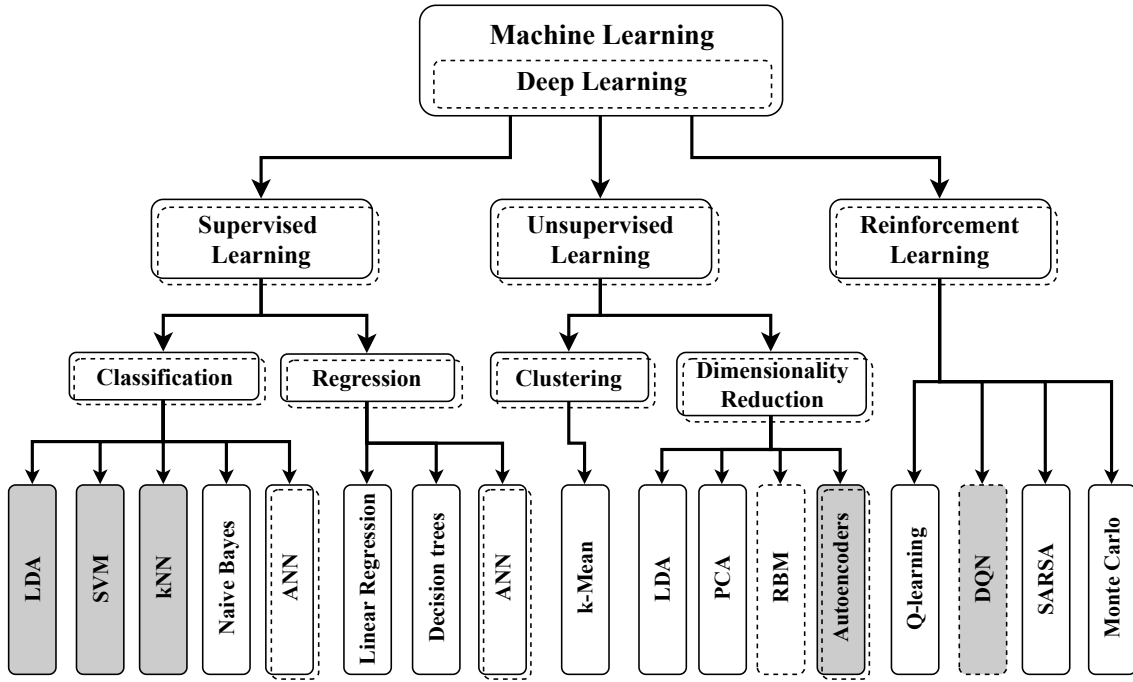 Machine Learning
Deep Learning
Supervised
Learning
Unsupervised
Learning
Reinforcement
Learning
Classification
Regression
Clustering
Dimensionality
Reduction
LDA
SVM
kNN
Naive Bayes
ANN
Linear Regression
Decision trees
ANN
k-Mean
LDA
PCA
RBM
Autoencoders
Q-learning
DQN
SARSA
Monte Carlo